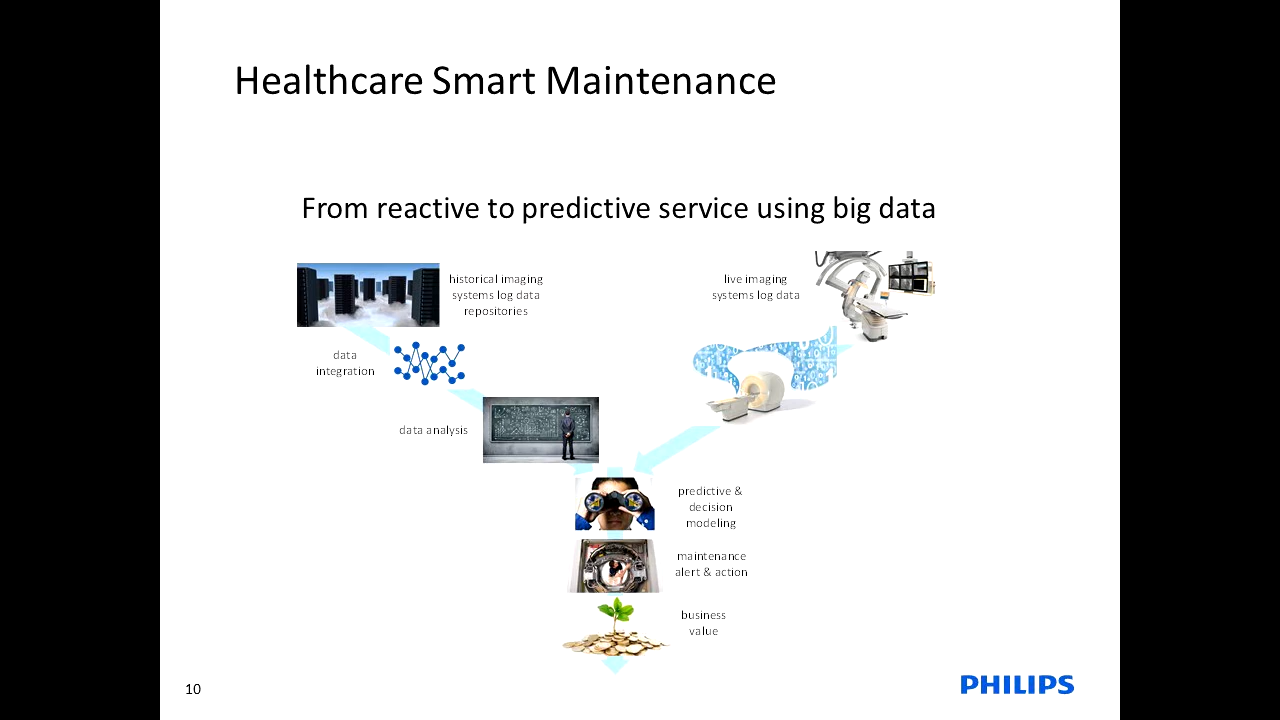 Healthcare Smart Maintenance
From reactive to predictive service using big data
historical imaging
systems log data
repositories
live imaging
systems log data
data
integration
data analysis
predictive &
decision
modeling
maintenance
alert & action
business
value
10
PHILIPS